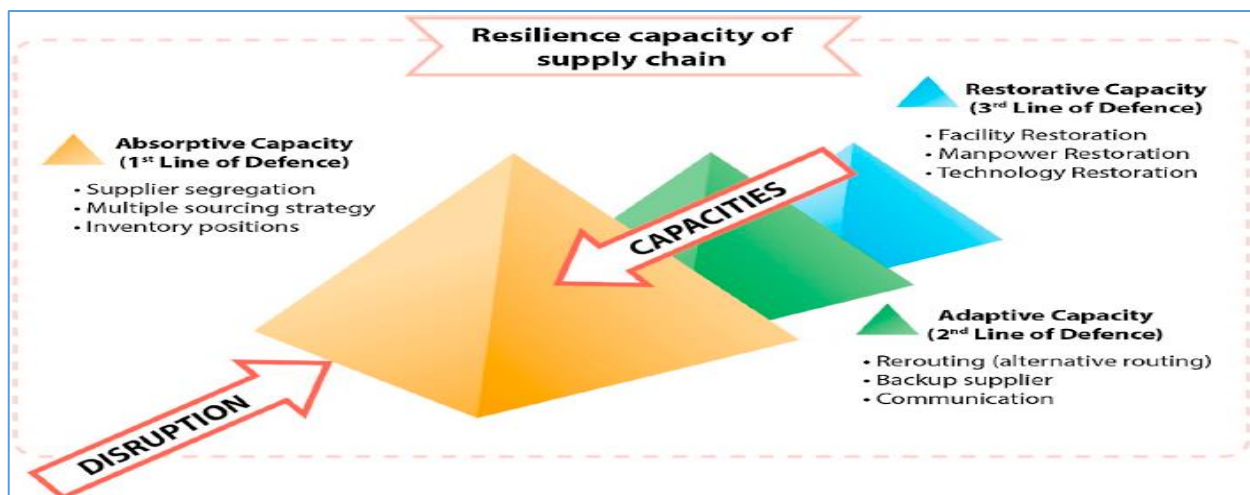 Resilience capacity of
supply chain
Absorptive Capacity
(1st Line of Defence)
• Supplier segregation
• Multiple sourcing strategy
• Inventory positions
Restorative Capacity
(3rd Line of Defence)
• Facility Restoration
• Manpower Restoration
• Technology Restoration
CAPACITIES
Adaptive Capacity
(2nd Line of Defence)
• Rerouting (alternative routing)
• Backup supplier
• Communication
DISRUPTION